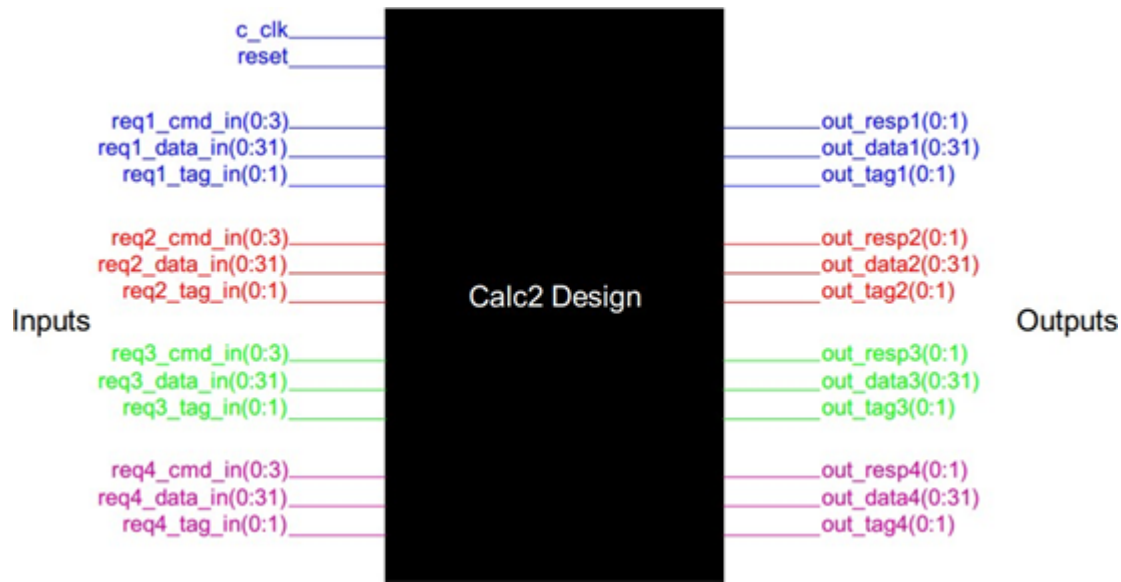 c_clk
reset
req1_cmd_in(0:3)
req1_data_in(0:31)
req1_tag_in(0:1)
req2_cmd_in(0:3)
req2_data_in(0:31)
req2_tag_in(0:1)
Inputs
req3_cmd_in(0:3)
req3_data_in(0:31)
req3_tag_in(0:1)
req4_cmd_in(0:3)
req4_data_in(0:31)
req4_tag_in(0:1)
Calc2 Design
out_resp1(0:1)
out_data1(0:31)
out_tag1(0:1)
out_resp2(0:1)
out_data2(0:31)
out_tag2(0:1)
Outputs
out_resp3(0:1)
out_data3(0:31)
out_tag3(0:1)
out_resp4(0:1)
out_data4(0:31)
out_tag4(0:1)